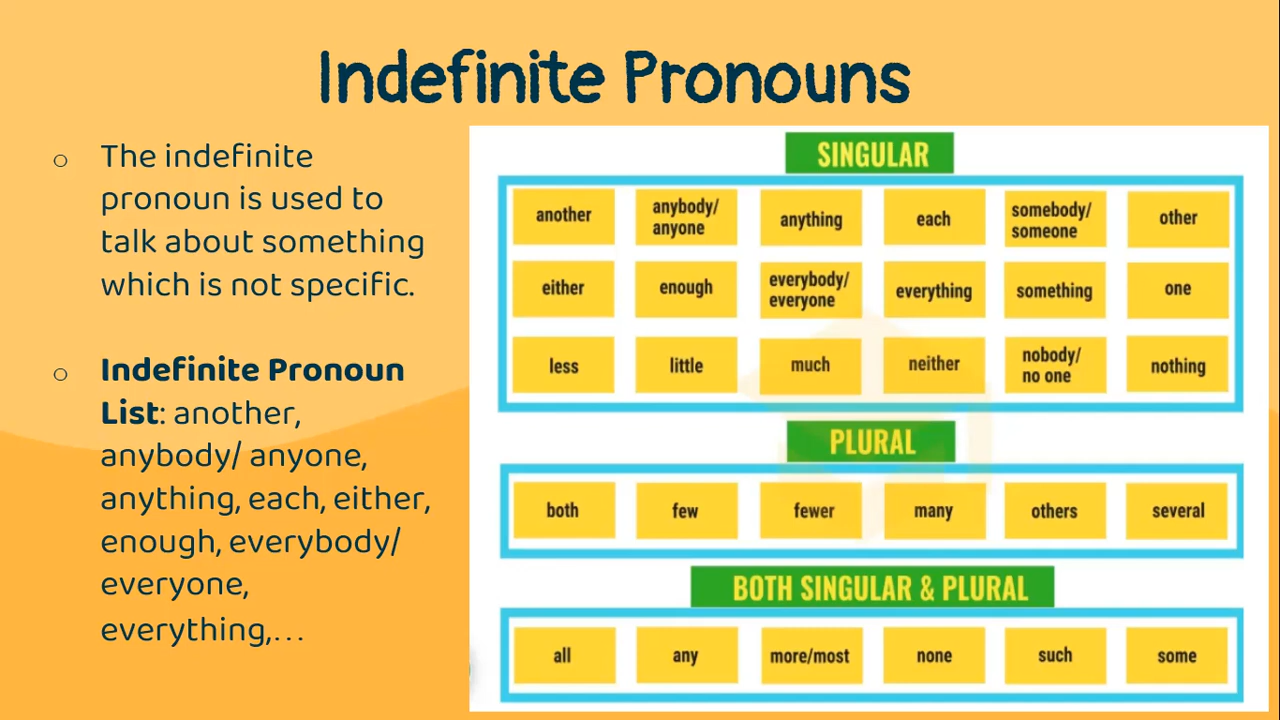 Indefinite Pronouns
○ The indefinite
pronoun is used to
talk about something
which is not specific.
○ Indefinite Pronoun
List: another,
anybody/ anyone,
anything, each, either,
enough, everybody/
everyone,
everything,…
SINGULAR
another
anybody/
anyone
anything
each
somebody/
someone
other
either
enough
everybody/
everyone
everything
something
one
less
little
much
neither
nobody/
no one
nothing
PLURAL
both
few
fewer
many
others
several
BOTH SINGULAR & PLURAL
all
any
more/most
none
such
some